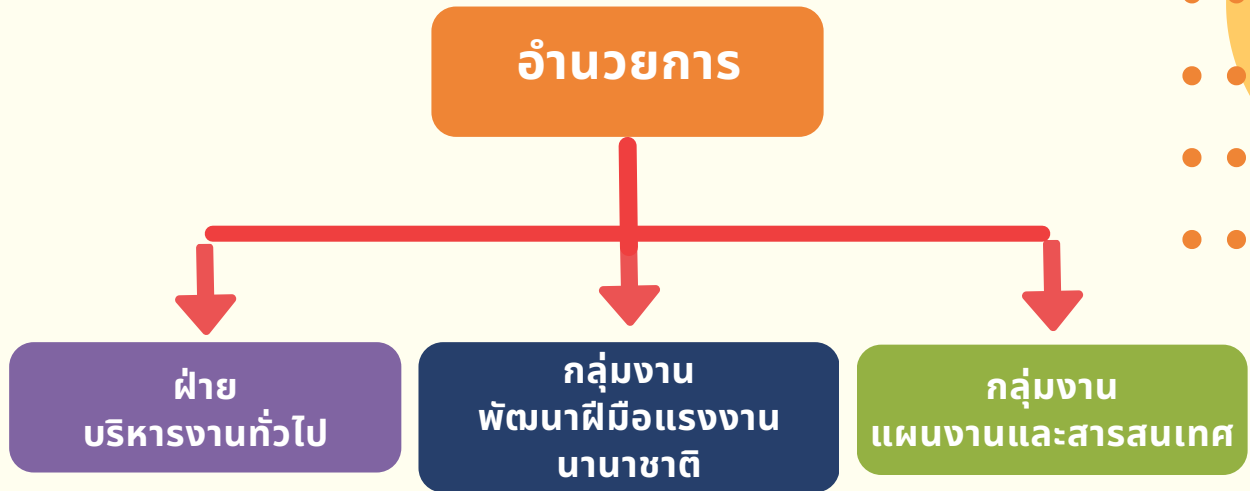 อำนวยการ
ฝ่าย
บริหารงานทั่วไป
กลุ่มงาน
พัฒนาฝีมือแรงงาน
นานาชาติ
กลุ่มงาน
แผนงานและสารสนเทศ